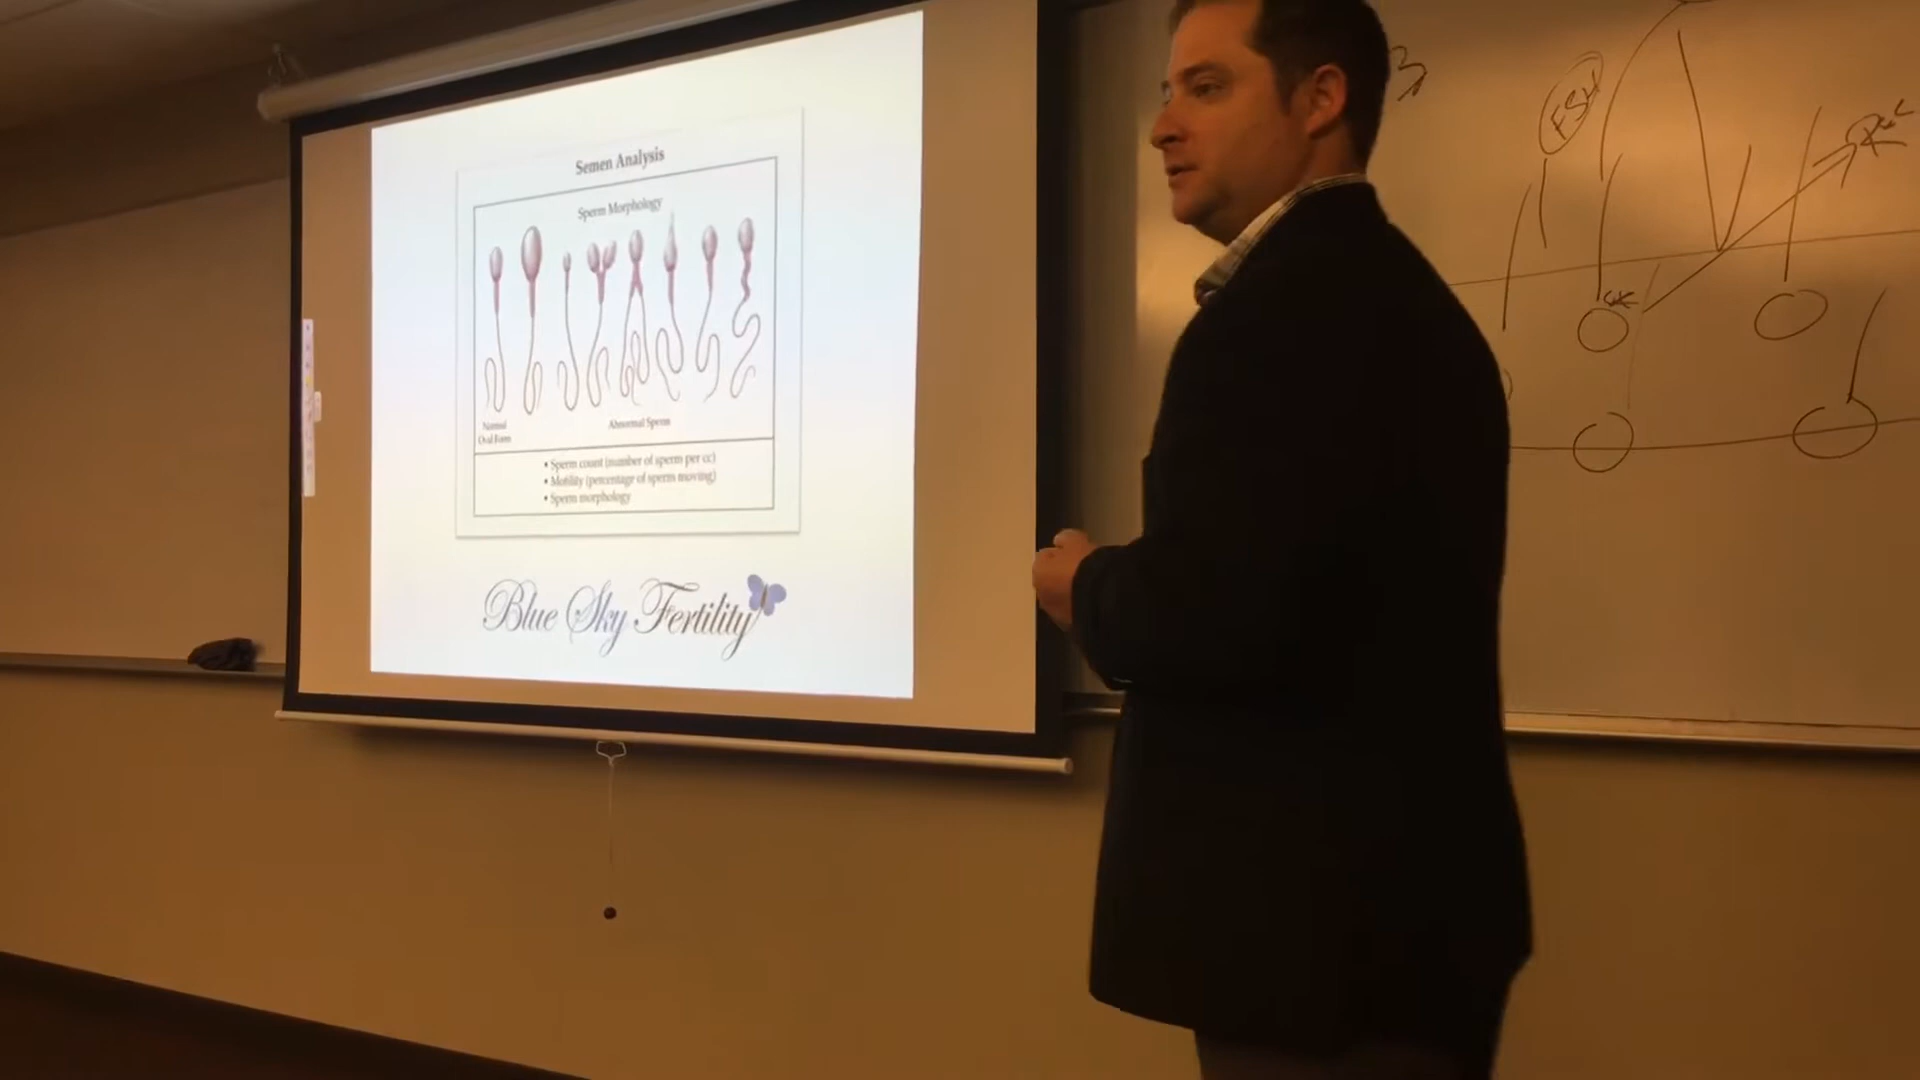 Semen Analysis
Sperm Morphology
Normal
Oval Form
Abnormal Sperm
• Sperm count (number of sperm per cc)
• Motility (percentage of sperm moving)
• Sperm morphology
Blue Sky Fertility
3
FSH